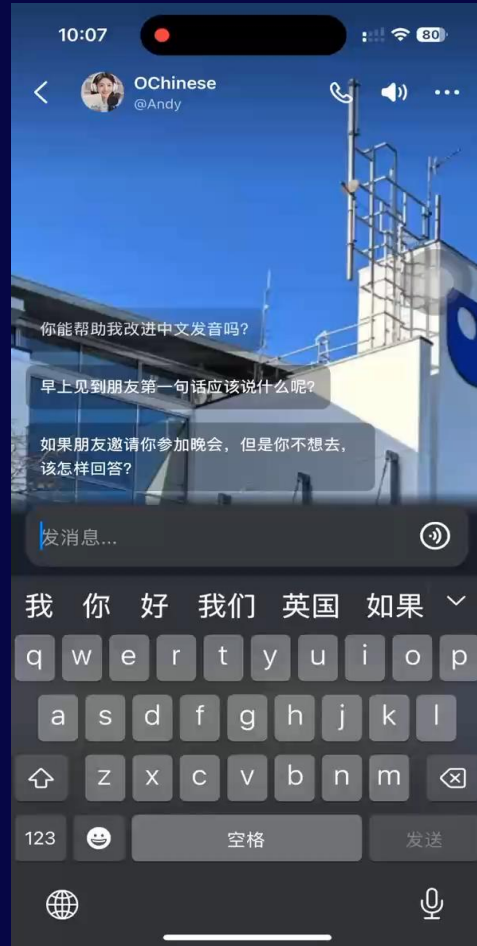 10:07
80
OChinese
@Andy
你能帮助我改进中文发音吗?
早上见到朋友第一句话应该说什么呢?
如果朋友邀请你参加晚会，但是你不想去，
该怎样回答?
发消息...
我 你 好 我们 英国 如果
q w e r t y u i o p
a s d f g h j k l
z x c v b n m
123 空格 发送